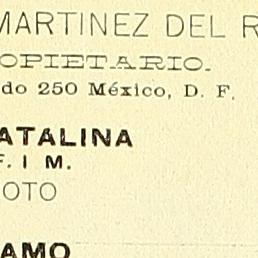 MARTINEZ DEL R
OPIETARIO.
do 250 México, D. F.
ATALINA
F. I M.
OTO
AMO